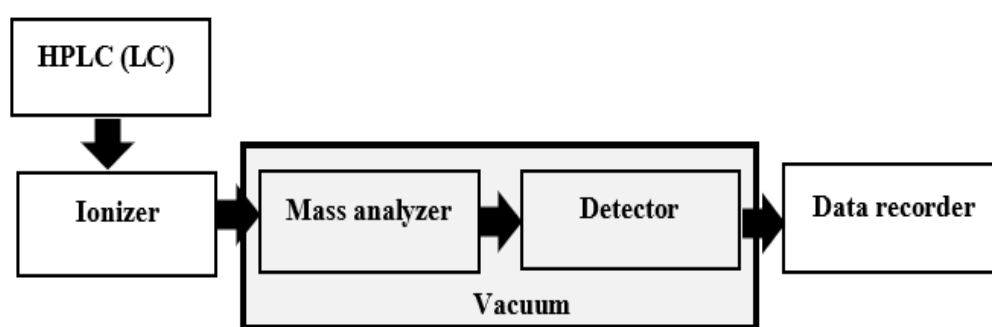 HPLC (LC)
Ionizer
Mass analyzer
Detector
Data recorder
Vacuum